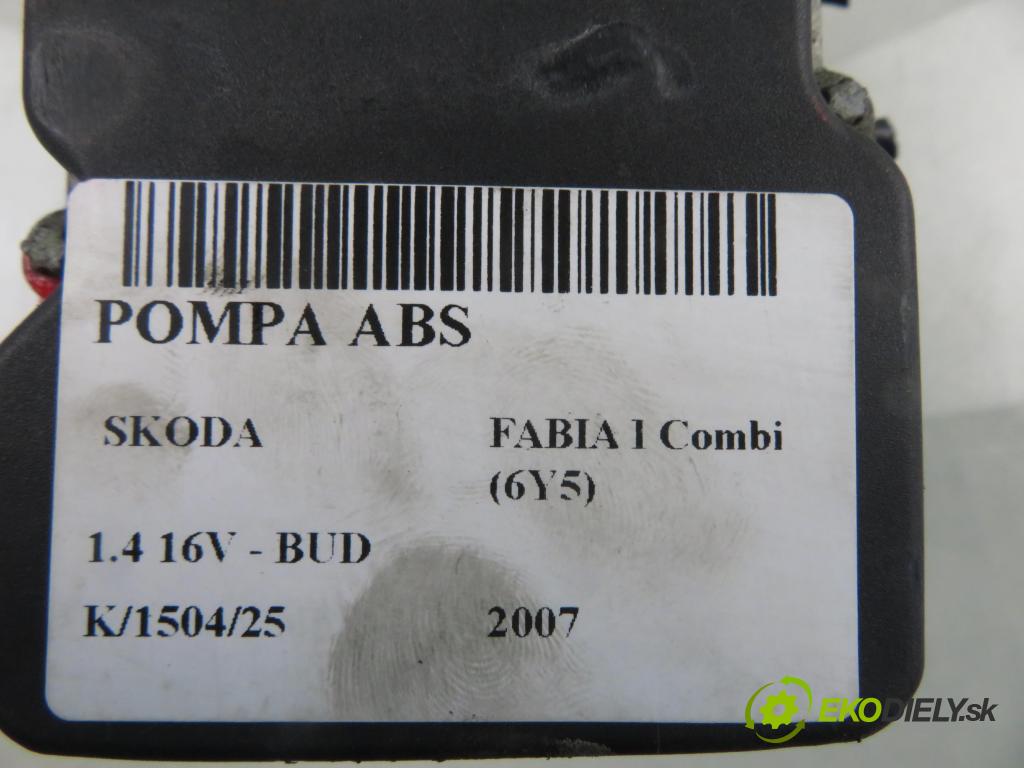 POMPA ABS
SKODA FABIA I Combi
(6Y5)
1.4 16V - BUD
K/1504/25 2007
EKODIELY.sk